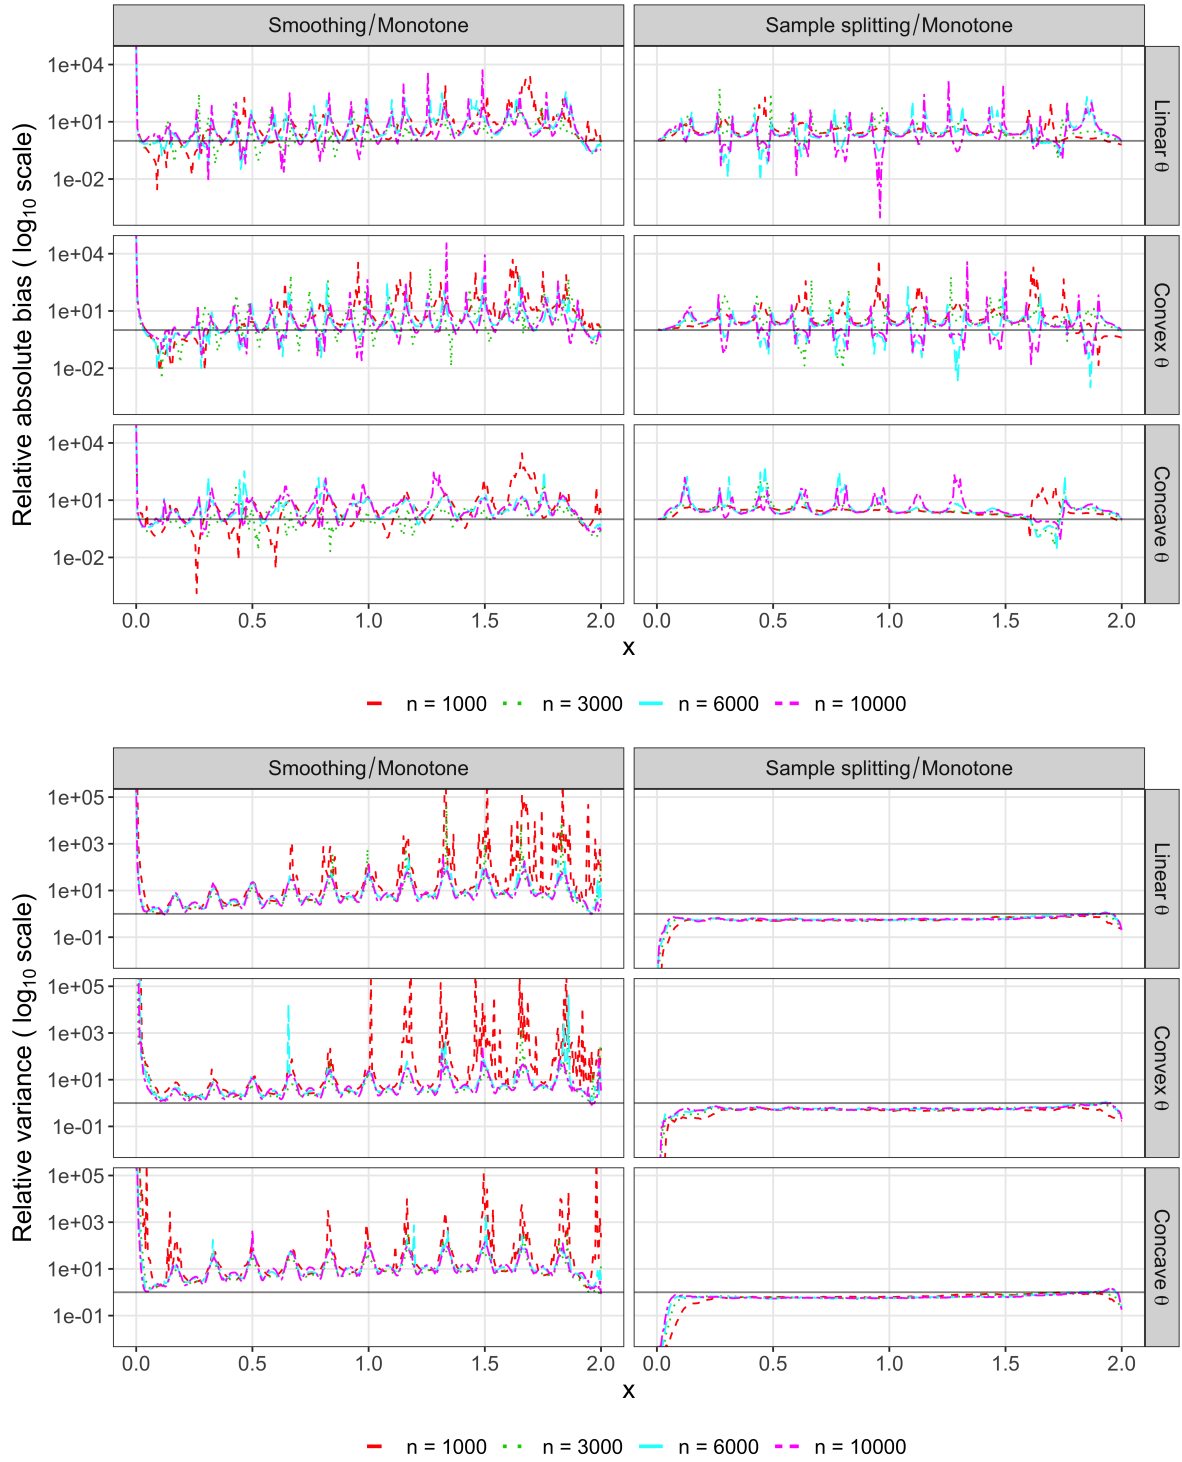 Smoothing/Monotone
Sample splitting/Monotone
Relative absolute bias ( log₁₀ scale)
1e+04
1e+01
1e-02
Linear θ
1e+04
1e+01
1e-02
Convex θ
1e+04
1e+01
1e-02
Concave θ
0.0 0.5 1.0 1.5 2.0
0.0 0.5 1.0 1.5 2.0
x
n = 1000 n = 3000 n = 6000 n = 10000
Smoothing/Monotone
Sample splitting/Monotone
Relative variance ( log₁₀ scale)
1e+05
1e+03
1e+01
1e-01
Linear θ
1e+05
1e+03
1e+01
1e-01
Convex θ
1e+05
1e+03
1e+01
1e-01
Concave θ
0.0 0.5 1.0 1.5 2.0
0.0 0.5 1.0 1.5 2.0
x
n = 1000 n = 3000 n = 6000 n = 10000